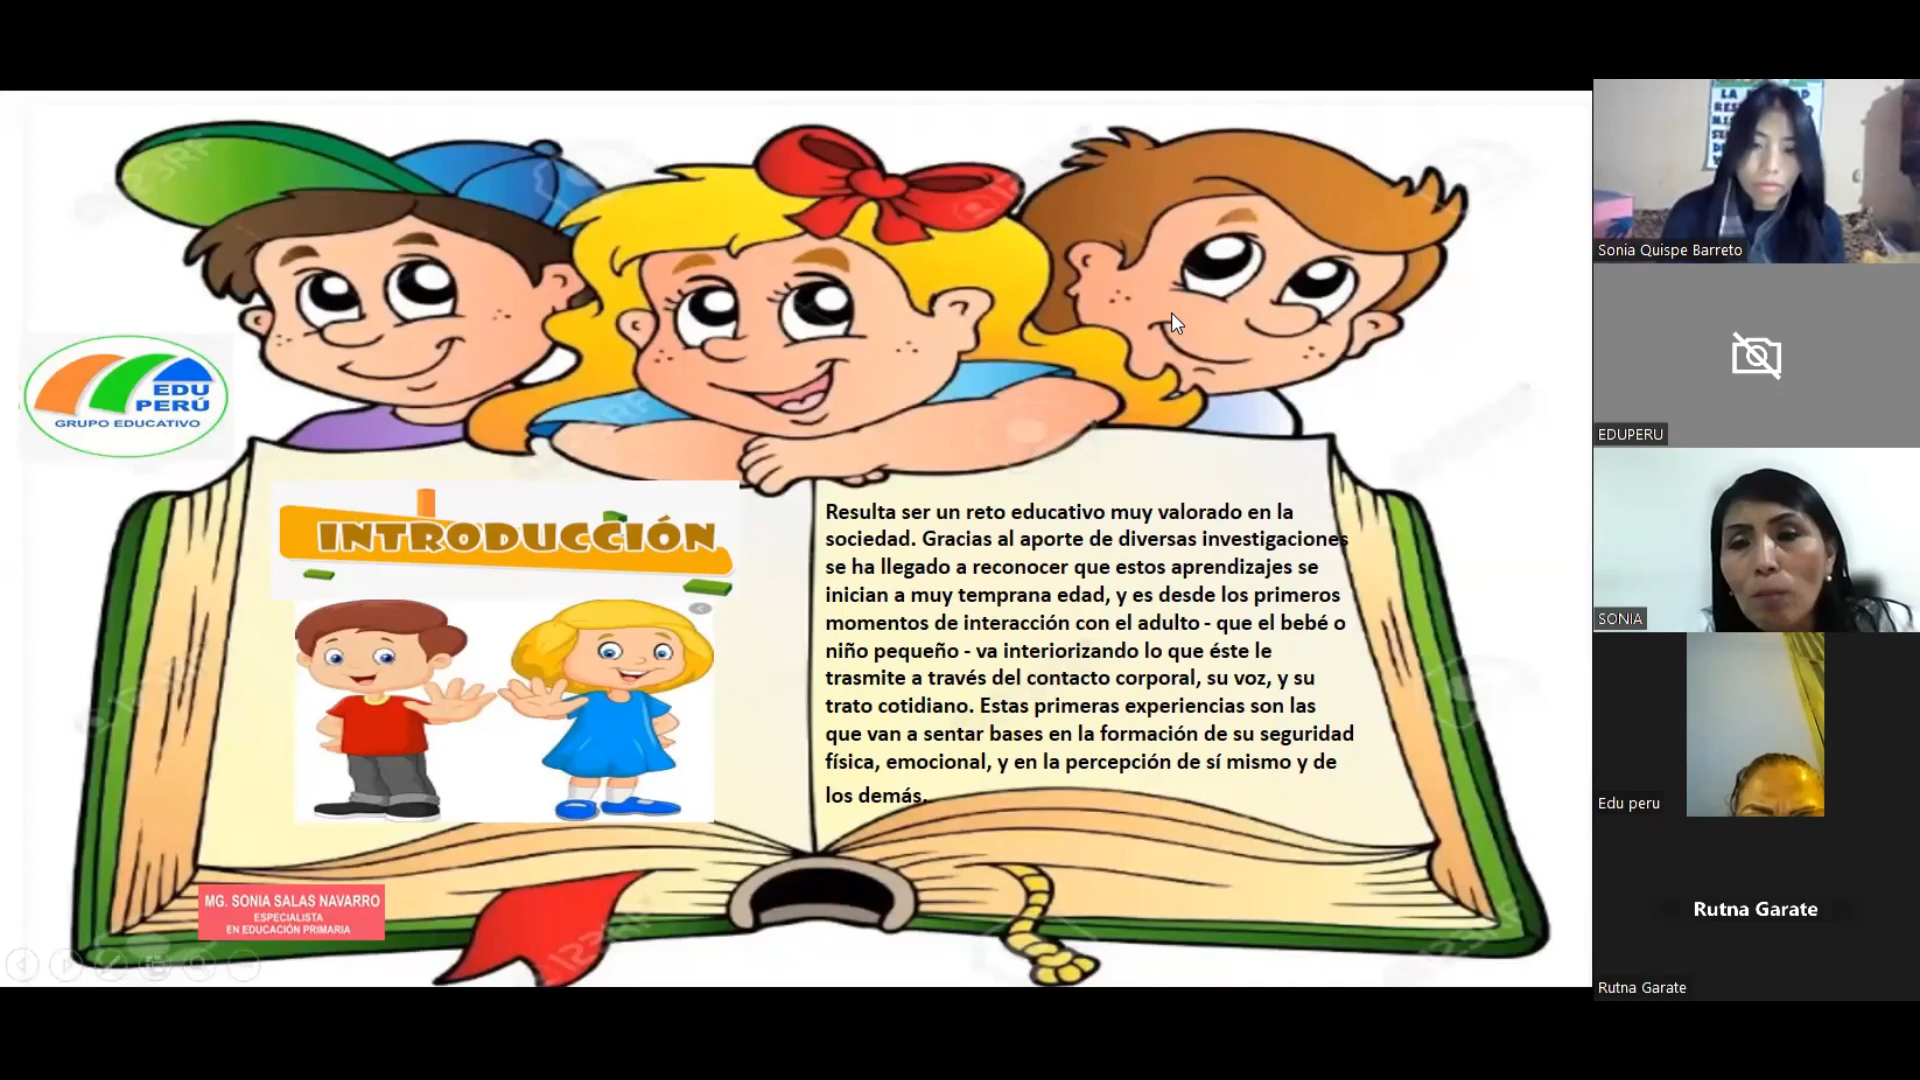 EDU
PERÚ
GRUPO EDUCATIVO
INTRODUCCIÓN
Resulta ser un reto educativo muy valorado en la
sociedad. Gracias al aporte de diversas investigaciones
se ha llegado a reconocer que estos aprendizajes se
inician a muy temprana edad, y es desde los primeros
momentos de interacción con el adulto - que el bebé o
niño pequeño - va interiorizando lo que éste le
trasmite a través del contacto corporal, su voz, y su
trato cotidiano. Estas primeras experiencias son las
que van a sentar bases en la formación de su seguridad
física, emocional, y en la percepción de sí mismo y de
los demás.
MG. SONIA SALAS NAVARRO
ESPECIALISTA
EN EDUCACIÓN PRIMARIA
LA
Sonia Quispe Barreto
EDUPERU
SONIA
Edu peru
Rutna Garate
Rutna Garate